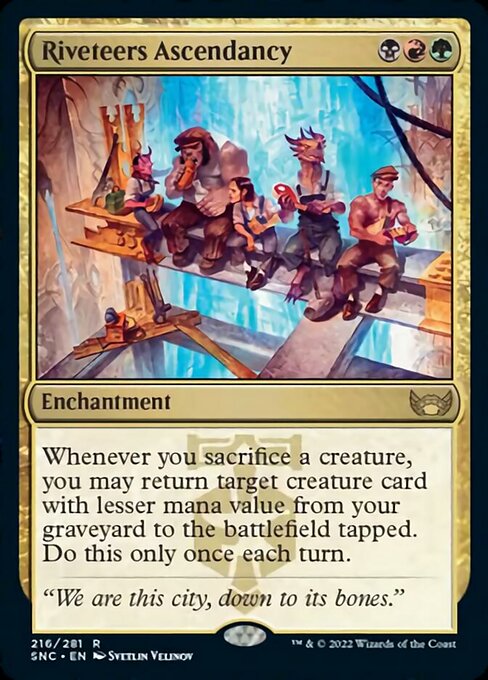 Riveteers Ascendancy
Enchantment
Whenever you sacrifice a creature,
you may return target creature card
with lesser mana value from your
graveyard to the battlefield tapped.
Do this only once each turn.
“We are this city, down to its bones.”
216/281 R
SNC • EN Svetlin Velinov
™ & © 2022 Wizards of the Coast